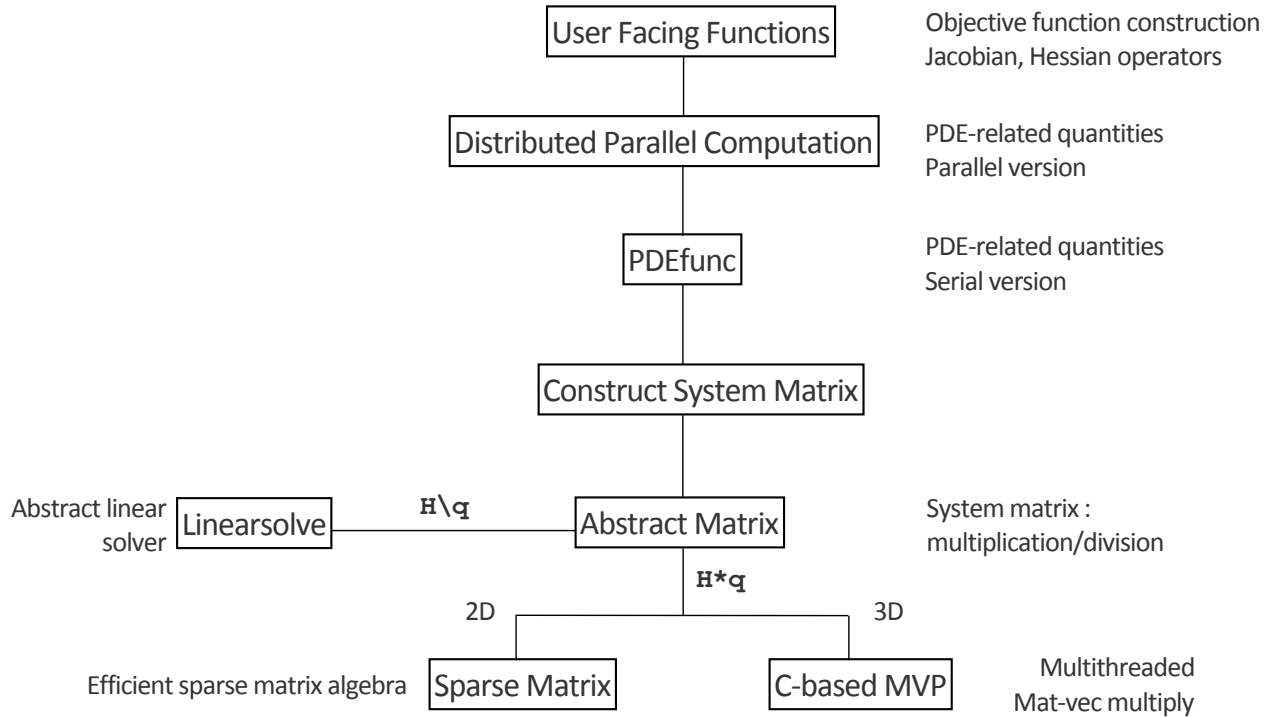 User Facing Functions
Objective function construction
Jacobian, Hessian operators
Distributed Parallel Computation
PDE-related quantities
Parallel version
PDEfunc
PDE-related quantities
Serial version
Construct System Matrix
Abstract linear
solver
Linearsolve
H\q
Abstract Matrix
System matrix :
multiplication/division
H*q
2D
3D
Efficient sparse matrix algebra
Sparse Matrix
C-based MVP
Multithreaded
Mat-vec multiply